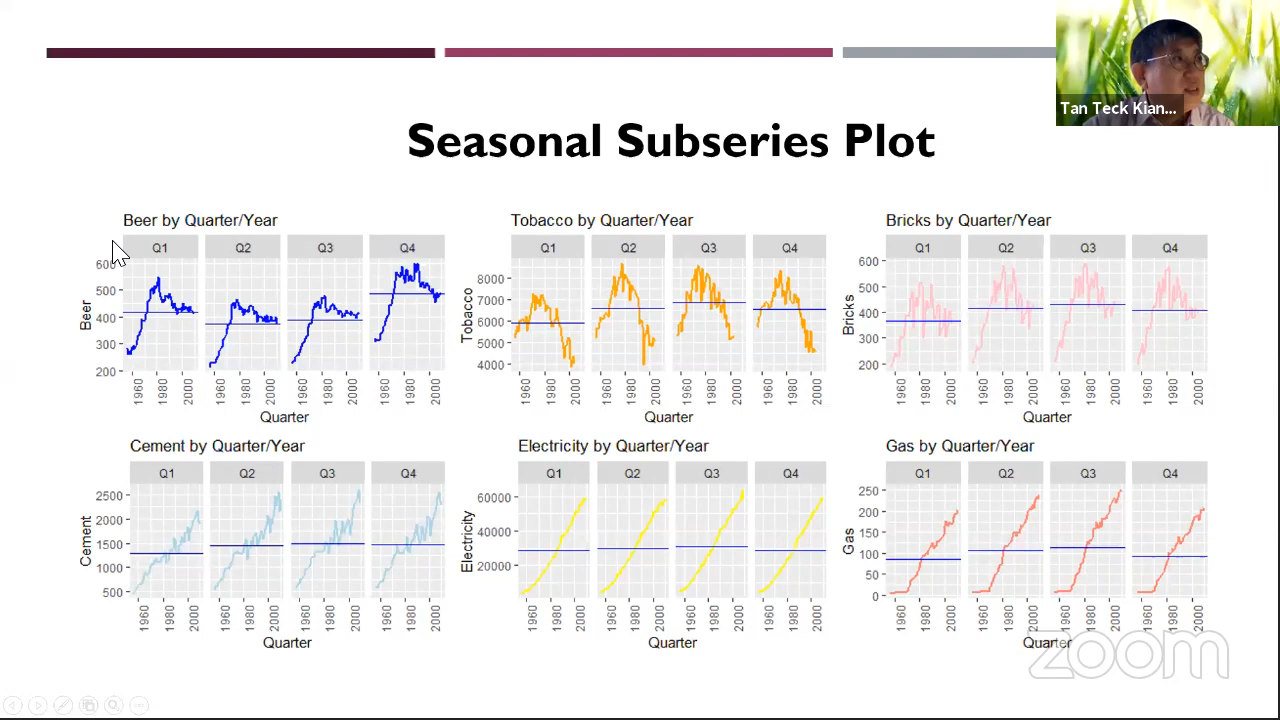 Tan Teck Kian...
Seasonal Subseries Plot
Beer by Quarter/Year
Q1 Q2 Q3 Q4
600
500
400
300
200
Beer
1960 1980 2000 1960 1980 2000 1960 1980 2000 1960 1980 2000
Quarter
Tobacco by Quarter/Year
Q1 Q2 Q3 Q4
8000
7000
6000
5000
4000
Tobacco
1960 1980 2000 1960 1980 2000 1960 1980 2000 1960 1980 2000
Quarter
Bricks by Quarter/Year
Q1 Q2 Q3 Q4
600
500
400
300
200
Bricks
1960 1980 2000 1960 1980 2000 1960 1980 2000 1960 1980 2000
Quarter
Cement by Quarter/Year
Q1 Q2 Q3 Q4
2500
2000
1500
1000
500
Cement
1960 1980 2000 1960 1980 2000 1960 1980 2000 1960 1980 2000
Quarter
Electricity by Quarter/Year
Q1 Q2 Q3 Q4
60000
40000
20000
Electricity
1960 1980 2000 1960 1980 2000 1960 1980 2000 1960 1980 2000
Quarter
Gas by Quarter/Year
Q1 Q2 Q3 Q4
250
200
150
100
50
0
Gas
1960 1980 2000 1960 1980 2000 1960 1980 2000 1960 1980 2000
Quarter
zoom